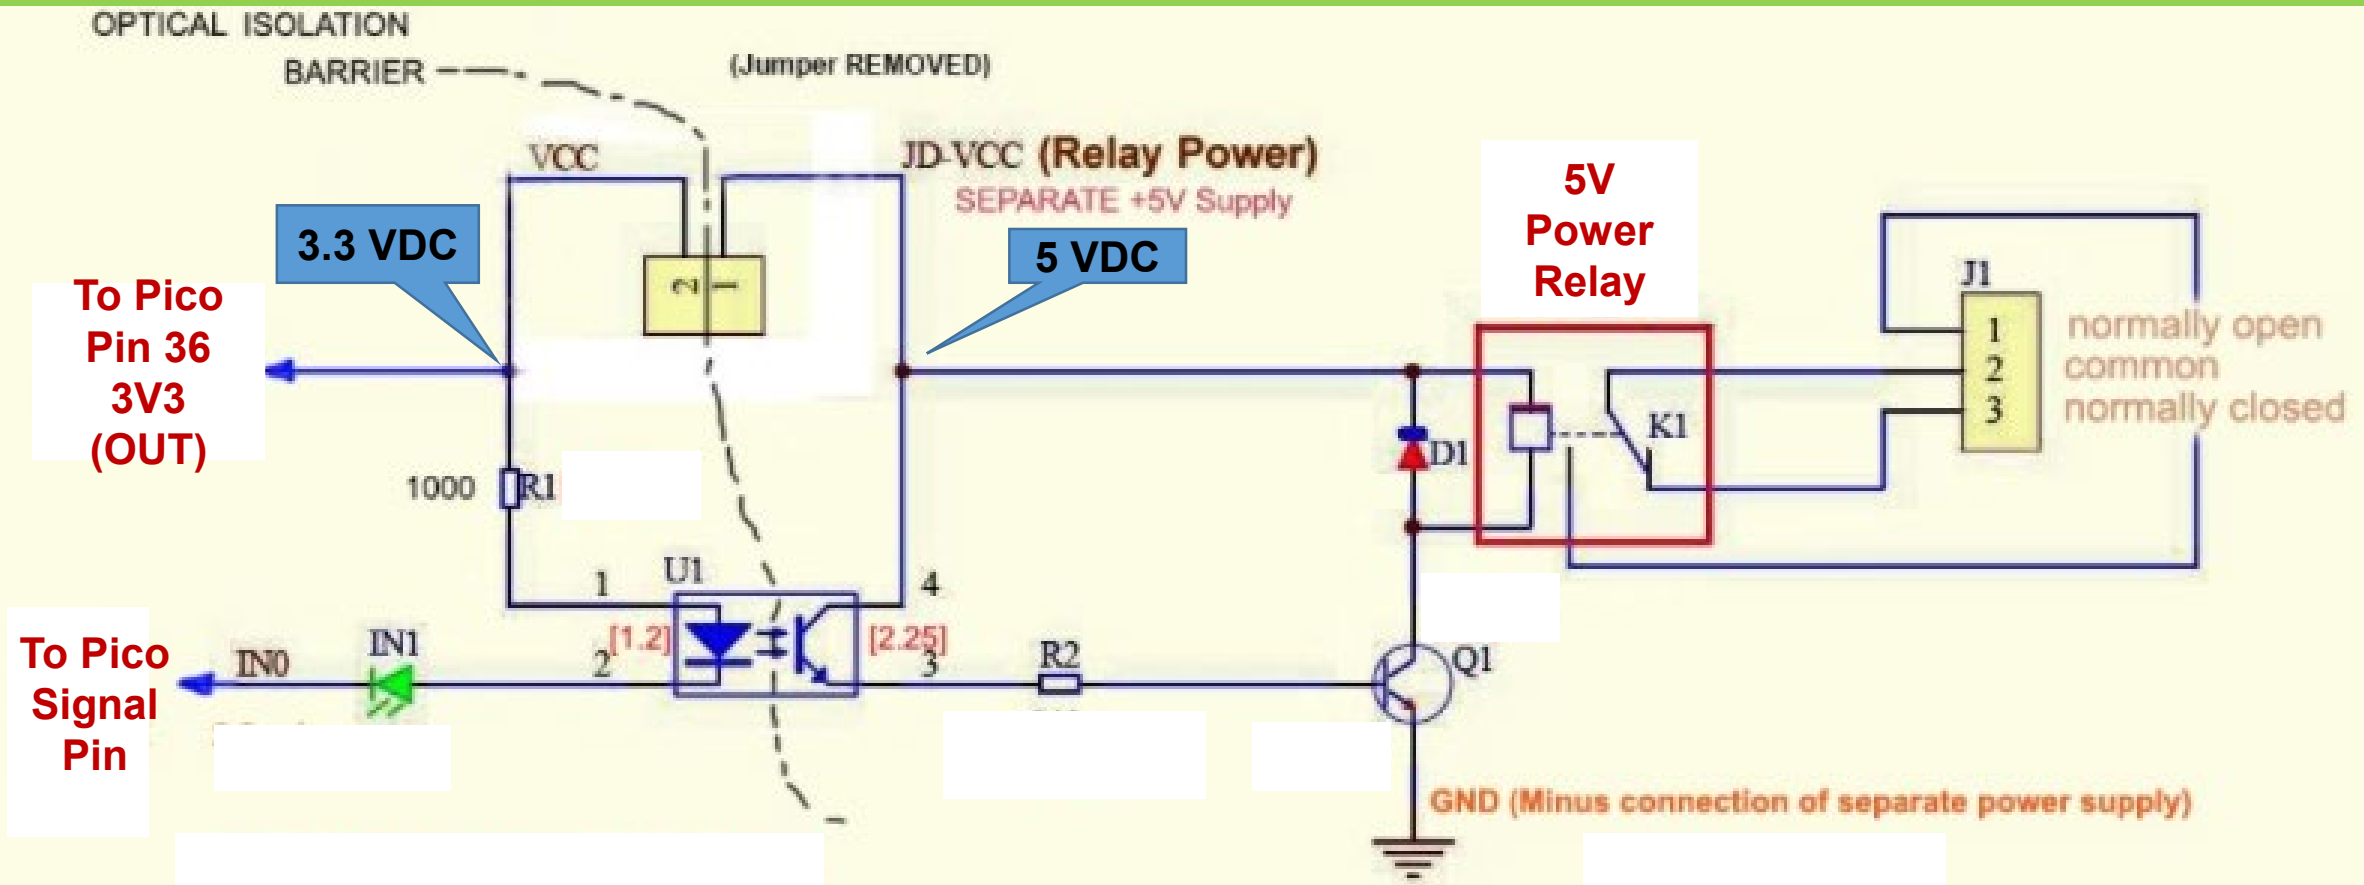 OPTICAL ISOLATION
BARRIER
(Jumper REMOVED)
VCC
JD-VCC (Relay Power)
SEPARATE +5V Supply
5V
Power
Relay
3.3 VDC
5 VDC
To Pico
Pin 36
3V3
(OUT)
2
1
J1
1
2
3
normally open
common
normally closed
D1
K1
1000
R1
U1
1
4
[1.2]
[2.25]
2
3
To Pico
Signal
Pin
IN0
IN1
R2
Q1
GND (Minus connection of separate power supply)